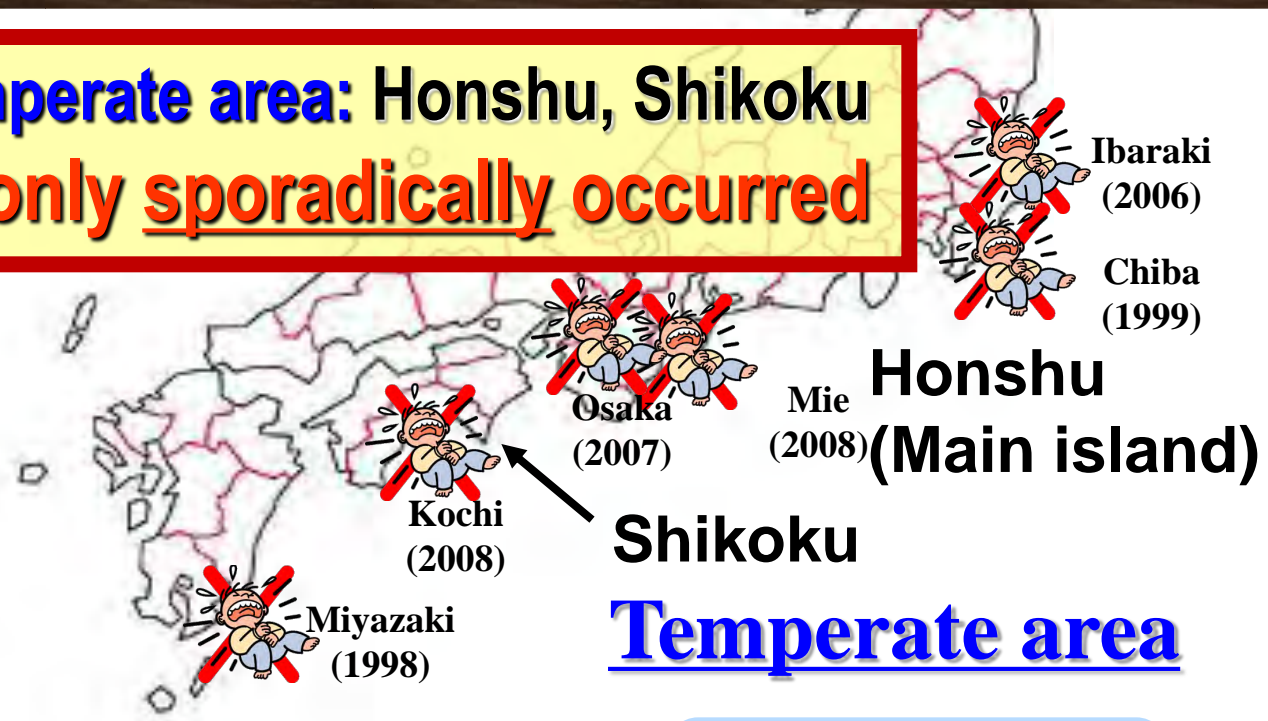 perate area: Honshu, Shikoku
only sporadically occurred
Ibaraki
(2006)
Chiba
(1999)
Honshu
(Main island)
Mie
(2008)
Osaka
(2007)
Kochi
(2008)
Shikoku
Miyazaki
(1998)
Temperate area